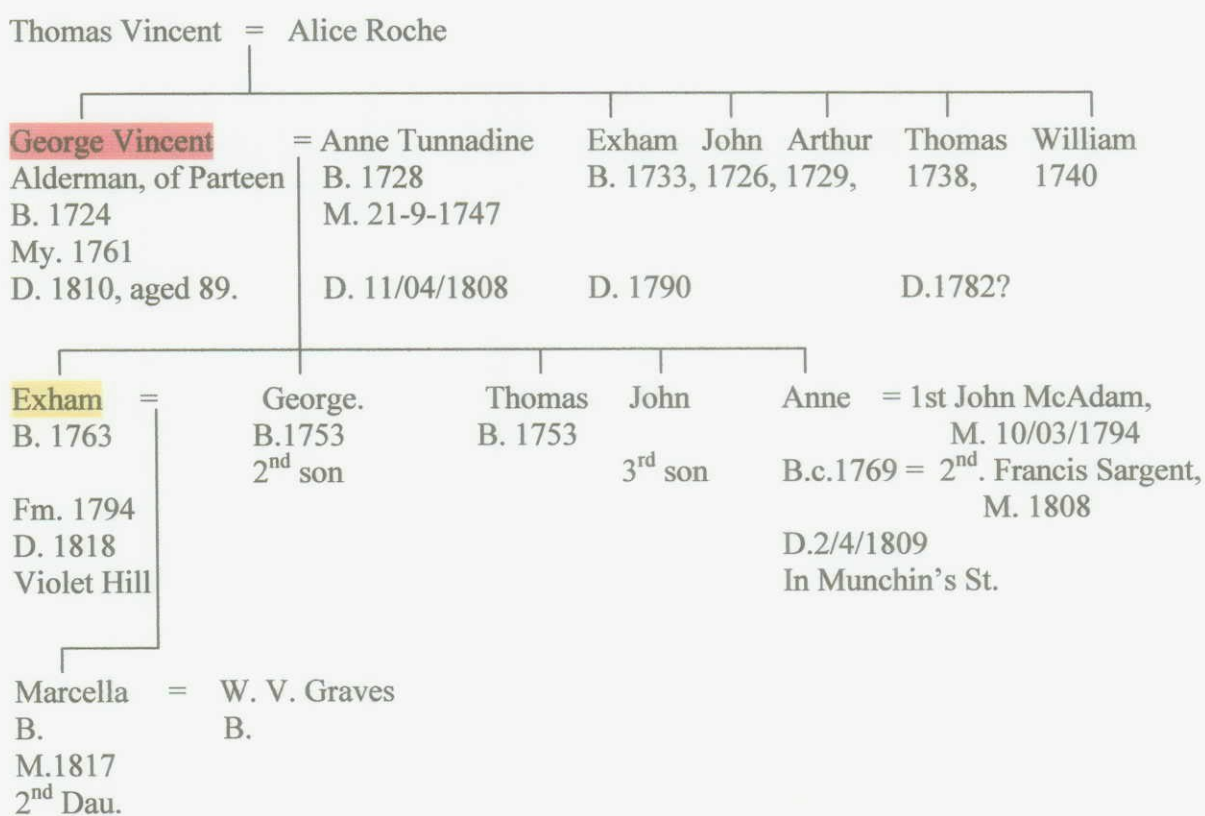 Thomas Vincent = Alice Roche
George Vincent = Anne Tunnadine Exham John Arthur Thomas William
Alderman, of Parteen B. 1728 B. 1733, 1726, 1729, 1738, 1740
B. 1724 M. 21-9-1747
My. 1761
D. 1810, aged 89. D. 11/04/1808 D. 1790 D.1782?
Exham = George. Thomas John Anne = 1st John McAdam,
B. 1763 B.1753 B. 1753 M. 10/03/1794
2nd son 3rd son B.c.1769 = 2nd. Francis Sargent,
Fm. 1794 M. 1808
D. 1818 D.2/4/1809
Violet Hill In Munchin's St.
Marcella = W. V. Graves
B. B.
M.1817
2nd Dau.